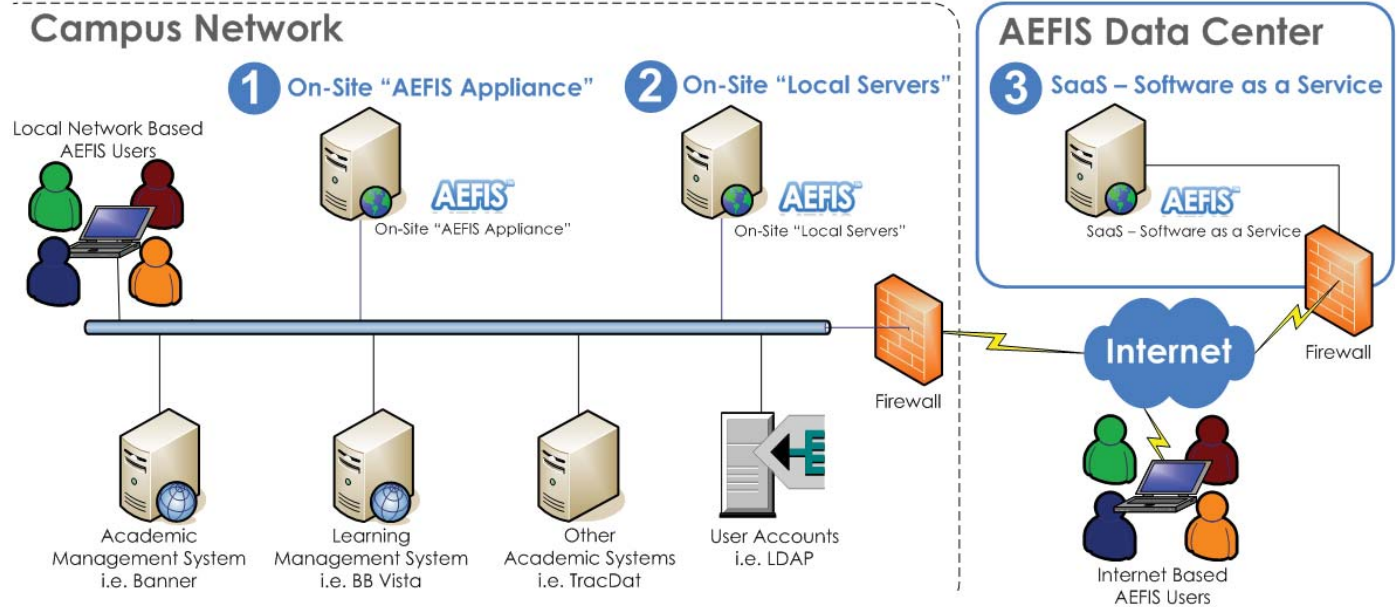 Campus Network
AEFIS Data Center
1 On-Site “AEFIS Appliance”
2 On-Site “Local Servers”
3 SaaS – Software as a Service
Local Network Based
AEFIS Users
AEFIS™
On-Site “AEFIS Appliance”
AEFIS™
On-Site “Local Servers”
AEFIS™
SaaS – Software as a Service
Firewall
Internet
Firewall
Academic
Management System
i.e. Banner
Learning
Management System
i.e. BB Vista
Other
Academic Systems
i.e. TracDat
E
User Accounts
i.e. LDAP
Internet Based
AEFIS Users